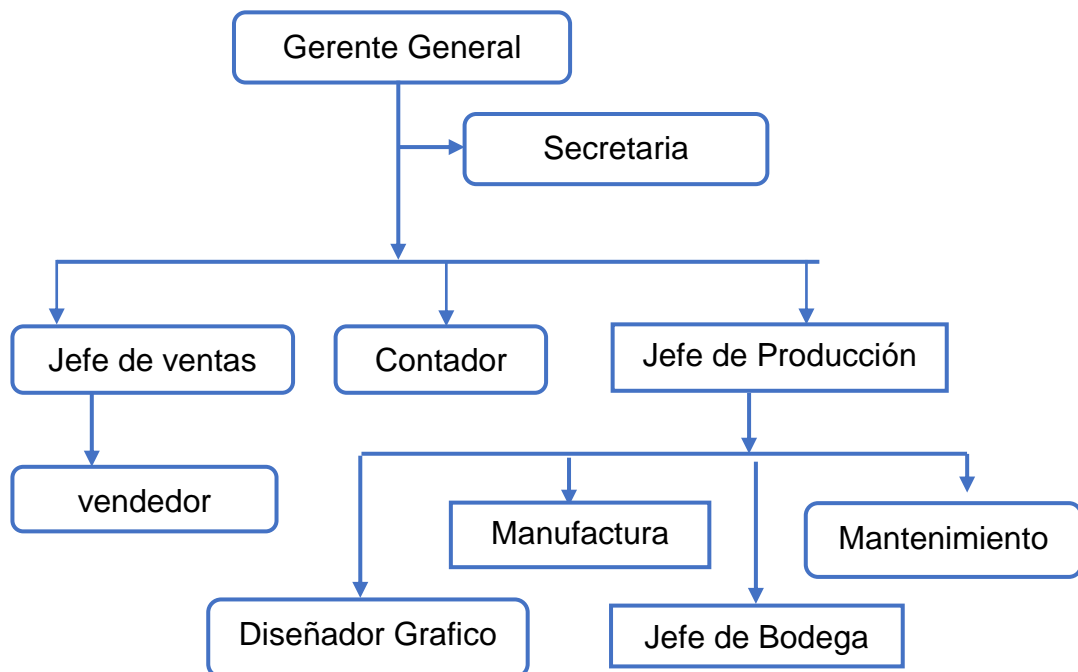 Gerente General
Secretaria
Jefe de ventas
Contador
Jefe de Producción
vendedor
Manufactura
Mantenimiento
Diseñador Grafico
Jefe de Bodega